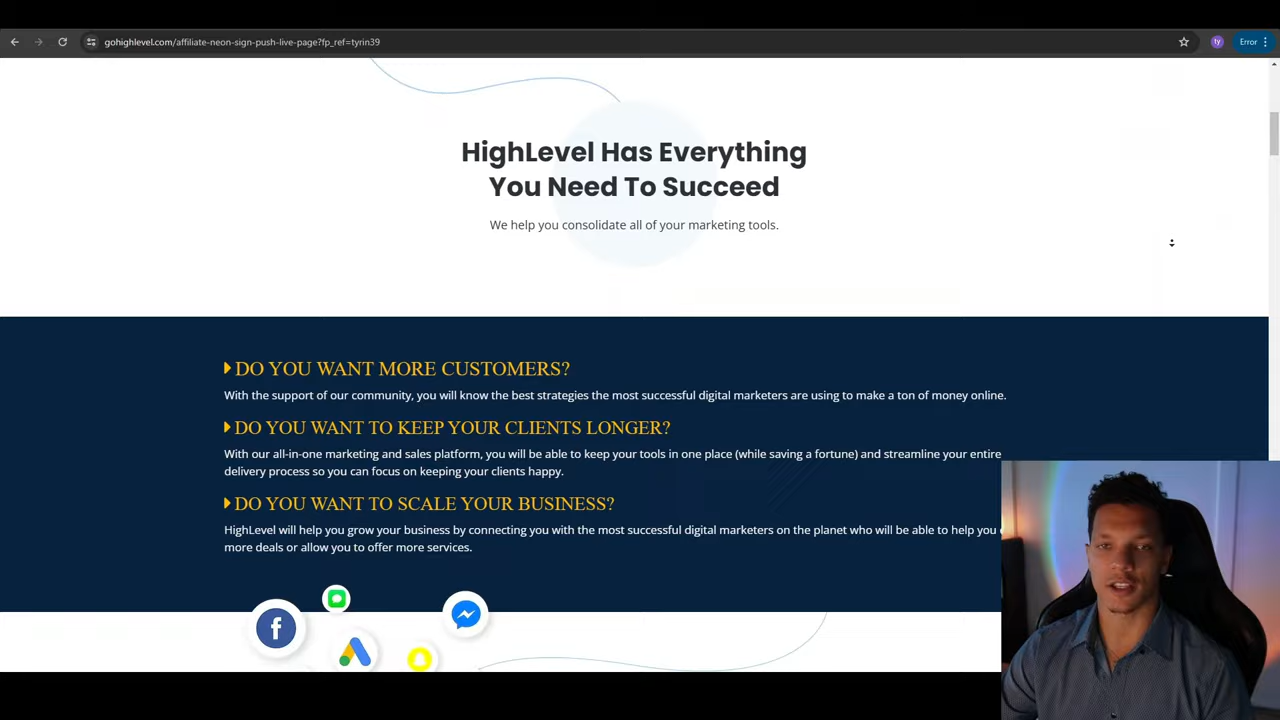 gohighlevel.com/affiliate-neon-sign-push-live-page?fp_ref=tyrin39
ty
Error
HighLevel Has Everything
You Need To Succeed
We help you consolidate all of your marketing tools.
DO YOU WANT MORE CUSTOMERS?
With the support of our community, you will know the best strategies the most successful digital marketers are using to make a ton of money online.
DO YOU WANT TO KEEP YOUR CLIENTS LONGER?
With our all-in-one marketing and sales platform, you will be able to keep your tools in one place (while saving a fortune) and streamline your entire
delivery process so you can focus on keeping your clients happy.
DO YOU WANT TO SCALE YOUR BUSINESS?
HighLevel will help you grow your business by connecting you with the most successful digital marketers on the planet who will be able to help you
more deals or allow you to offer more services.